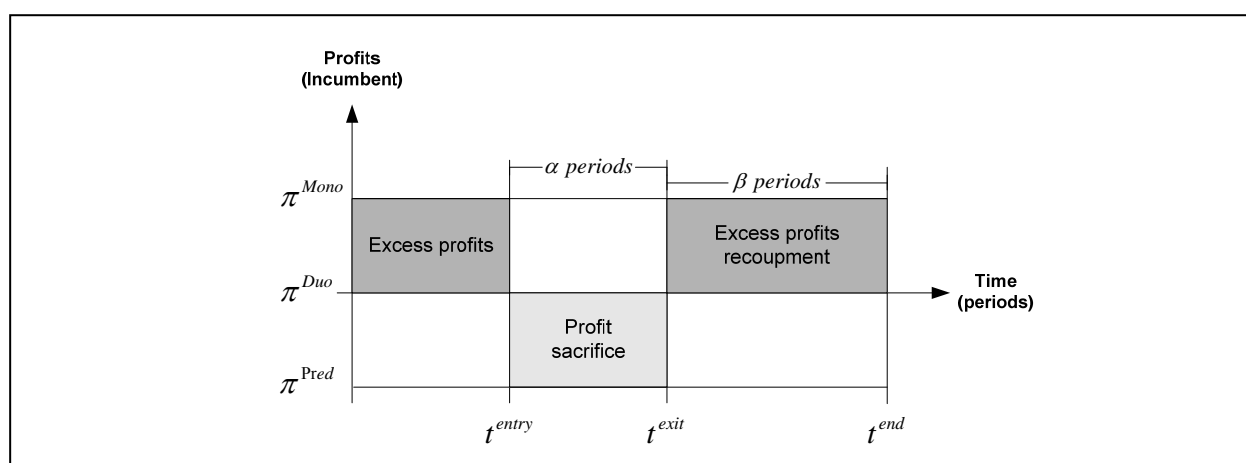 Profits
(Incumbent)
α periods
β periods
π^Mono
Excess profits
Excess profits
recoupment
π^Duo
Time
(periods)
Profit
sacrifice
π^Pred
t^entry
t^exit
t^end